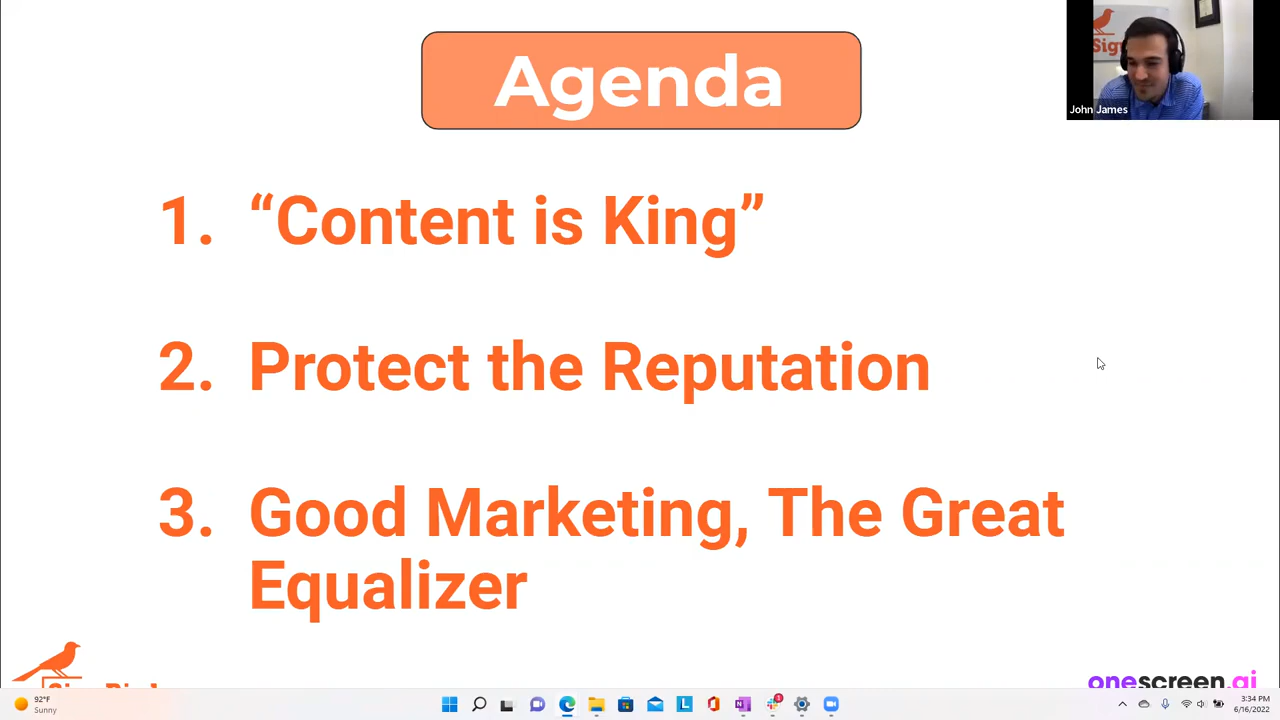 Agenda
Sign
John James
1. “Content is King”
2. Protect the Reputation
3. Good Marketing, The Great
Equalizer
onescreen.ai
92°F
Sunny
3:34 PM
6/16/2022